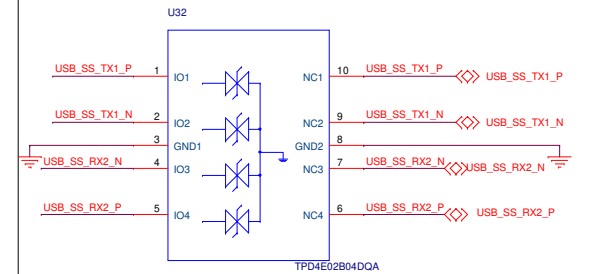 U32
USB_SS_TX1_P 1 IO1 NC1 10 USB_SS_TX1_P USB_SS_TX1_P
USB_SS_TX1_N 2 IO2 NC2 9 USB_SS_TX1_N USB_SS_TX1_N
3 GND1 GND2 8
USB_SS_RX2_N 4 IO3 NC3 7 USB_SS_RX2_N USB_SS_RX2_N
USB_SS_RX2_P 5 IO4 NC4 6 USB_SS_RX2_P USB_SS_RX2_P
TPD4E02B04DQA